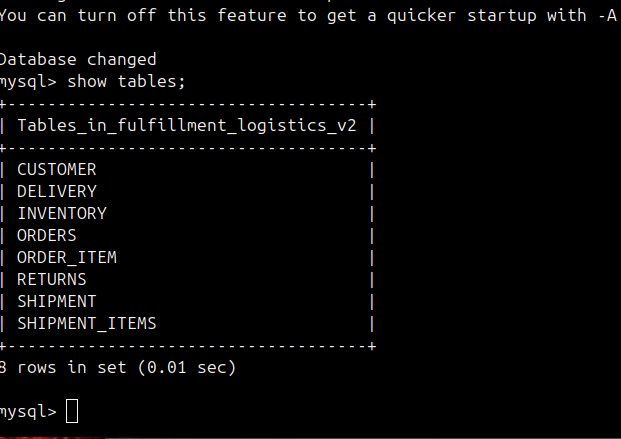 You can turn off this feature to get a quicker startup with -A
Database changed
mysql> show tables;
+------------------------------------+
| Tables_in_fulfillment_logistics_v2 |
+------------------------------------+
| CUSTOMER                           |
| DELIVERY                           |
| INVENTORY                          |
| ORDERS                             |
| ORDER_ITEM                         |
| RETURNS                            |
| SHIPMENT                           |
| SHIPMENT_ITEMS                     |
+------------------------------------+
8 rows in set (0.01 sec)
mysql>